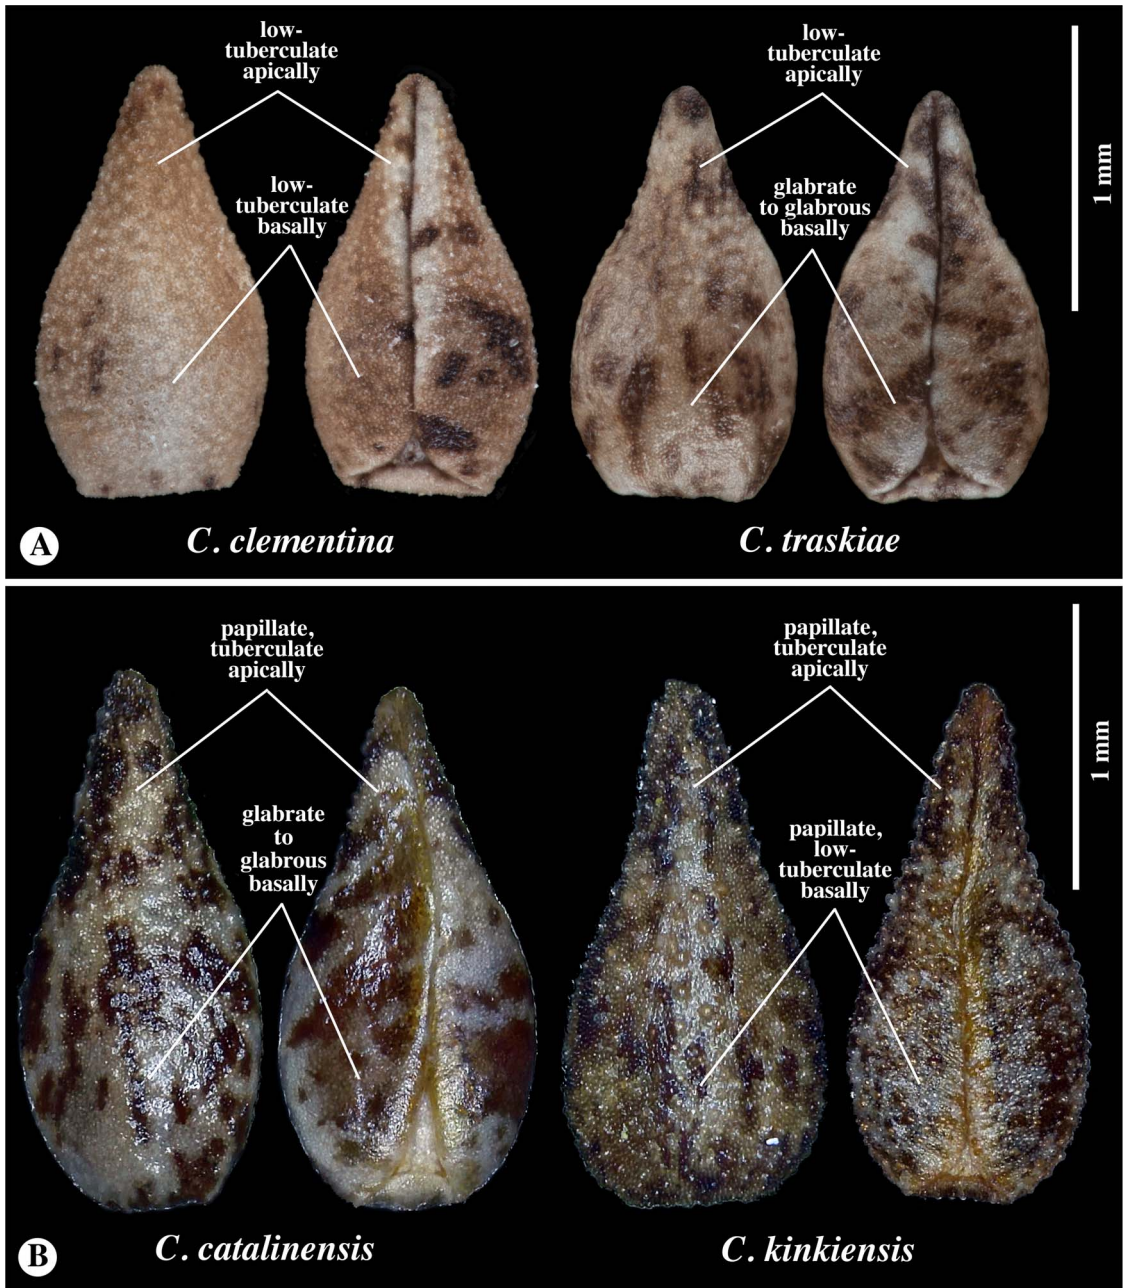 low-
tuberculate
apically
low-
tuberculate
apically
low-
tuberculate
basally
glabrate
to glabrous
basally
1 mm
A
C. clementina
C. traskiae
papillate,
tuberculate
apically
papillate,
tuberculate
apically
glabrate
to
glabrous
basally
papillate,
low-
tuberculate
basally
1 mm
B
C. catalinensis
C. kinkiensis